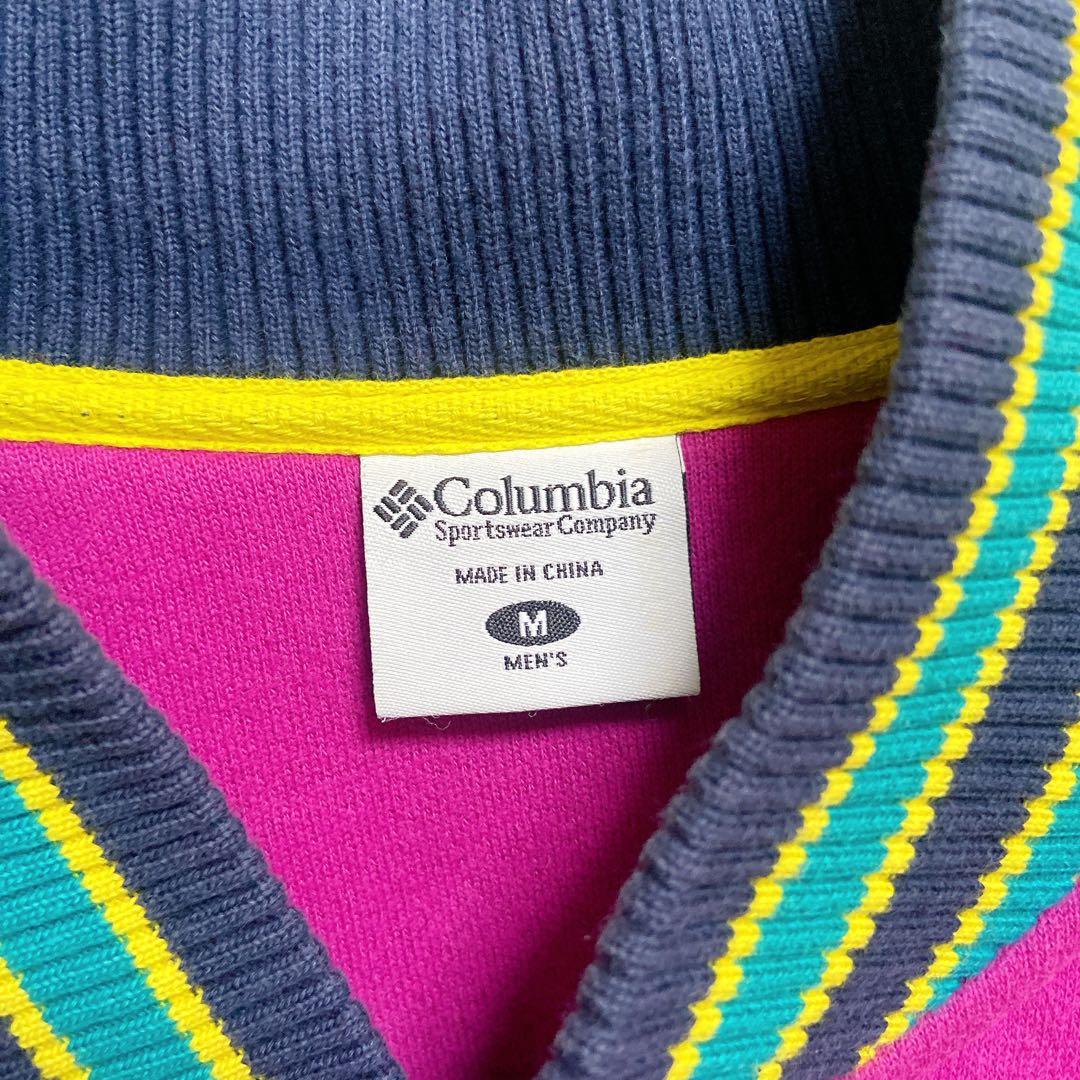 Columbia
Sportswear Company
MADE IN CHINA
M
MEN'S